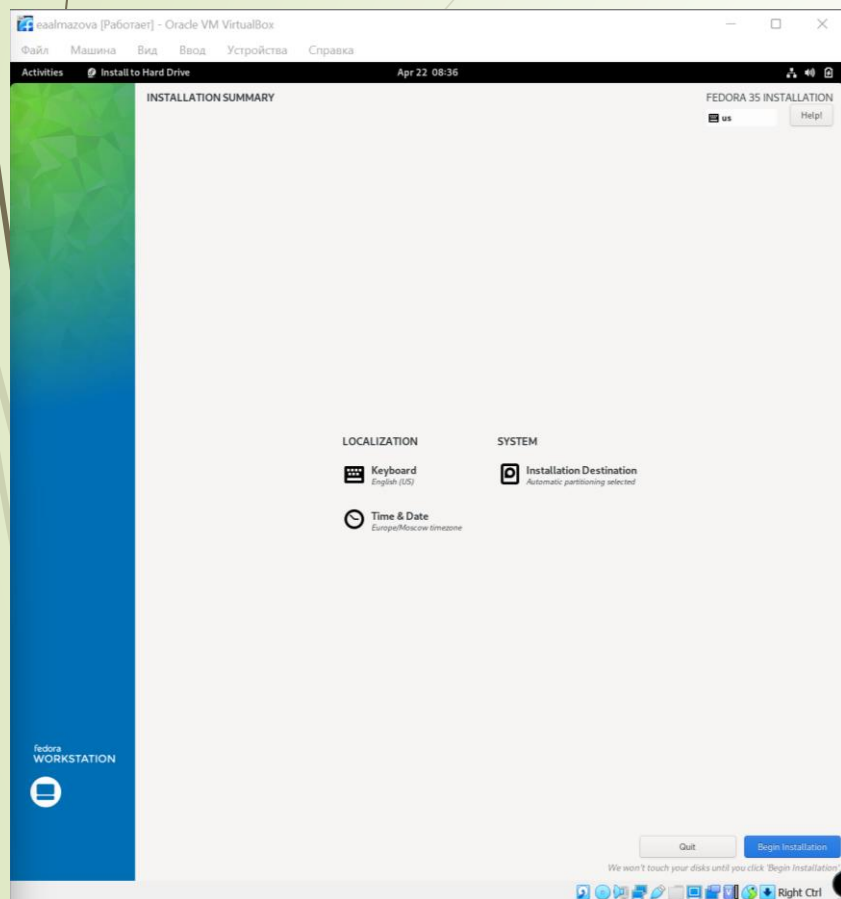 eaalmazova [Работает] - Oracle VM VirtualBox
Файл Машина Вид Ввод Устройства Справка
Activities Install to Hard Drive Apr 22 08:36
INSTALLATION SUMMARY
FEDORA 35 INSTALLATION
us
Help!
LOCALIZATION
Keyboard
English (US)
Time & Date
Europe/Moscow timezone
SYSTEM
Installation Destination
Automatic partitioning selected
fedora
WORKSTATION
Quit
Begin Installation
We won't touch your disks until you click 'Begin Installation'
Right Ctrl